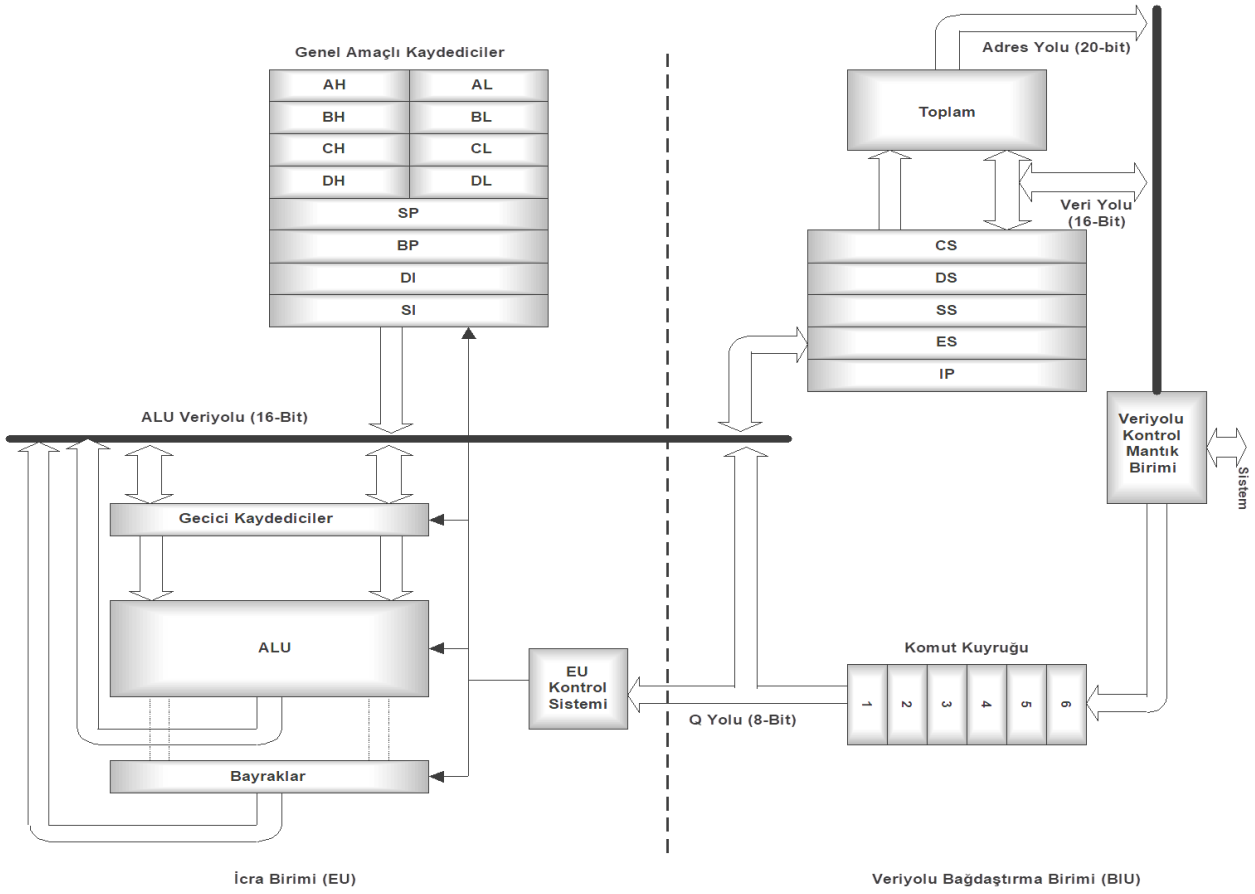 Genel Amaçlı Kaydediciler
AH
AL
BH
BL
CH
CL
DH
DL
SP
BP
DI
SI
ALU Veriyolu (16-Bit)
Gecici Kaydediciler
ALU
Bayraklar
EU
Kontrol
Sistemi
İcra Birimi (EU)
Adres Yolu (20-bit)
Toplam
Veri Yolu
(16-Bit)
CS
DS
SS
ES
IP
Veriyolu
Kontrol
Mantık
Birimi
Sistem
Komut Kuyruğu
1
2
3
4
5
6
Q Yolu (8-Bit)
Veriyolu Bağdaştırma Birimi (BIU)